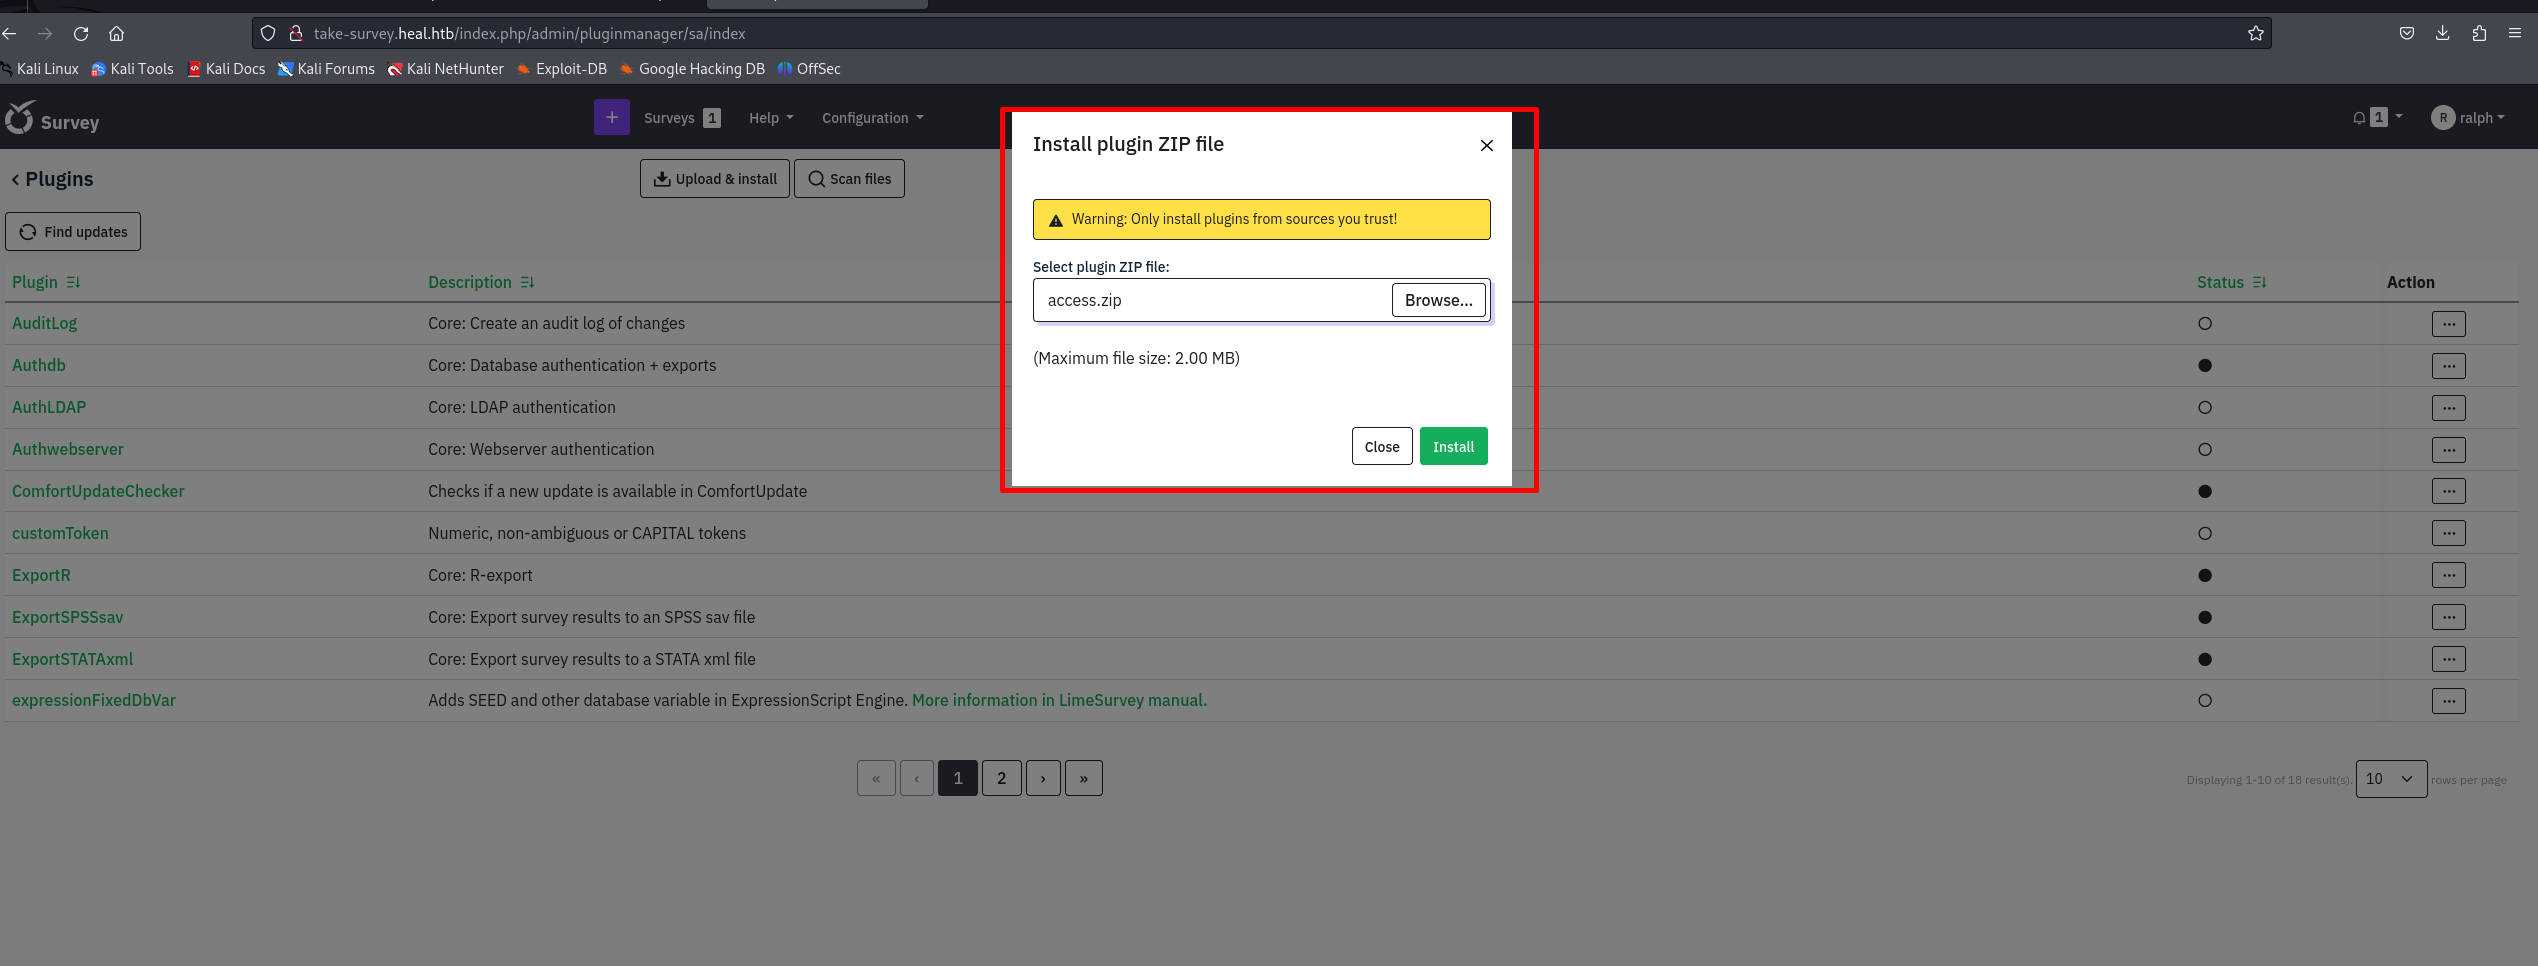 take-survey.heal.htb/index.php/admin/pluginmanager/sa/index
Kali Linux Kali Tools Kali Docs Kali Forums Kali NetHunter Exploit-DB Google Hacking DB OffSec
Survey
+ Surveys 1 Help Configuration
1 R ralph
Plugins
Upload & install Scan files
Find updates
Install plugin ZIP file
Warning: Only install plugins from sources you trust!
Select plugin ZIP file:
access.zip Browse...
(Maximum file size: 2.00 MB)
Close Install
Plugin Description Status Action
AuditLog Core: Create an audit log of changes ...
Authdb Core: Database authentication + exports ...
AuthLDAP Core: LDAP authentication ...
Authwebserver Core: Webserver authentication ...
ComfortUpdateChecker Checks if a new update is available in ComfortUpdate ...
customToken Numeric, non-ambiguous or CAPITAL tokens ...
ExportR Core: R-export ...
ExportSPSSsav Core: Export survey results to an SPSS sav file ...
ExportSTATAxml Core: Export survey results to a STATA xml file ...
expressionFixedDbVar Adds SEED and other database variable in ExpressionScript Engine. More information in LimeSurvey manual. ...
« ‹ 1 2 › »
Displaying 1-10 of 18 result(s). 10 rows per page